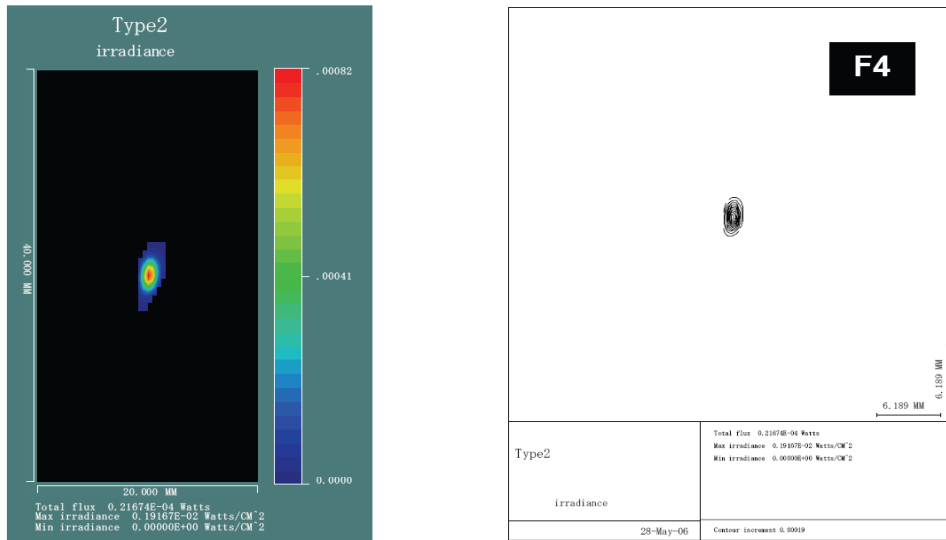 Type2
irradiance
.00082
.00041
0.0000
40.000 MM
20.000 MM
Total flux 0.21674E-04 Watts
Max irradiance 0.19167E-02 Watts/CM^2
Min irradiance 0.00000E+00 Watts/CM^2
F4
6.189 MM
6.189 MM
Type2
irradiance
28-May-06
Total flux 0.21674E-04 Watts
Max irradiance 0.19167E-02 Watts/CM^2
Min irradiance 0.00000E+00 Watts/CM^2
Contour increment 0.00019